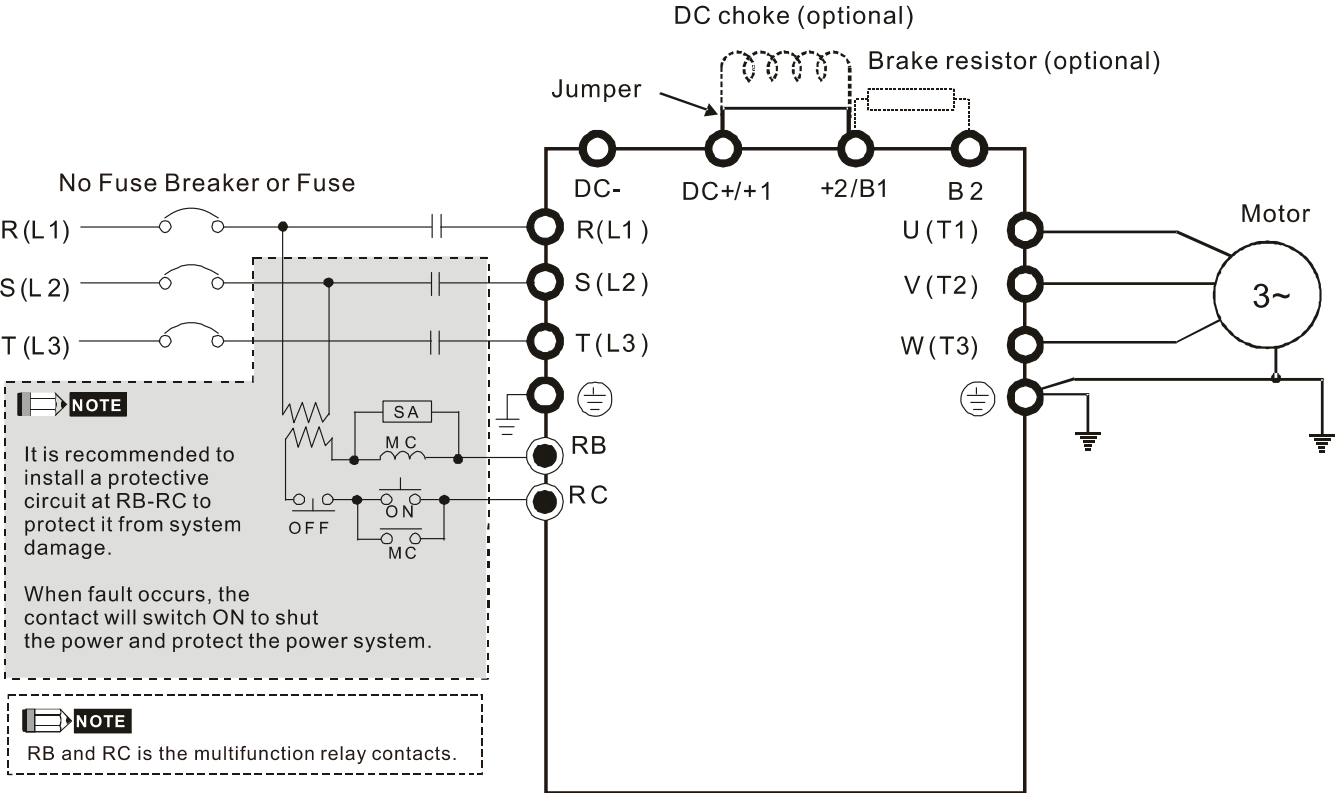 DC choke (optional)
Brake resistor (optional)
Jumper
DC-
DC+/+1
+2/B1
B2
No Fuse Breaker or Fuse
R(L1)
R(L1)
U(T1)
Motor
S(L2)
S(L2)
V(T2)
3~
T(L3)
T(L3)
W(T3)
NOTE
It is recommended to
install a protective
circuit at RB-RC to
protect it from system
damage.
When fault occurs, the
contact will switch ON to shut
the power and protect the power system.
SA
MC
RB
RC
OFF
ON
MC
NOTE
RB and RC is the multifunction relay contacts.